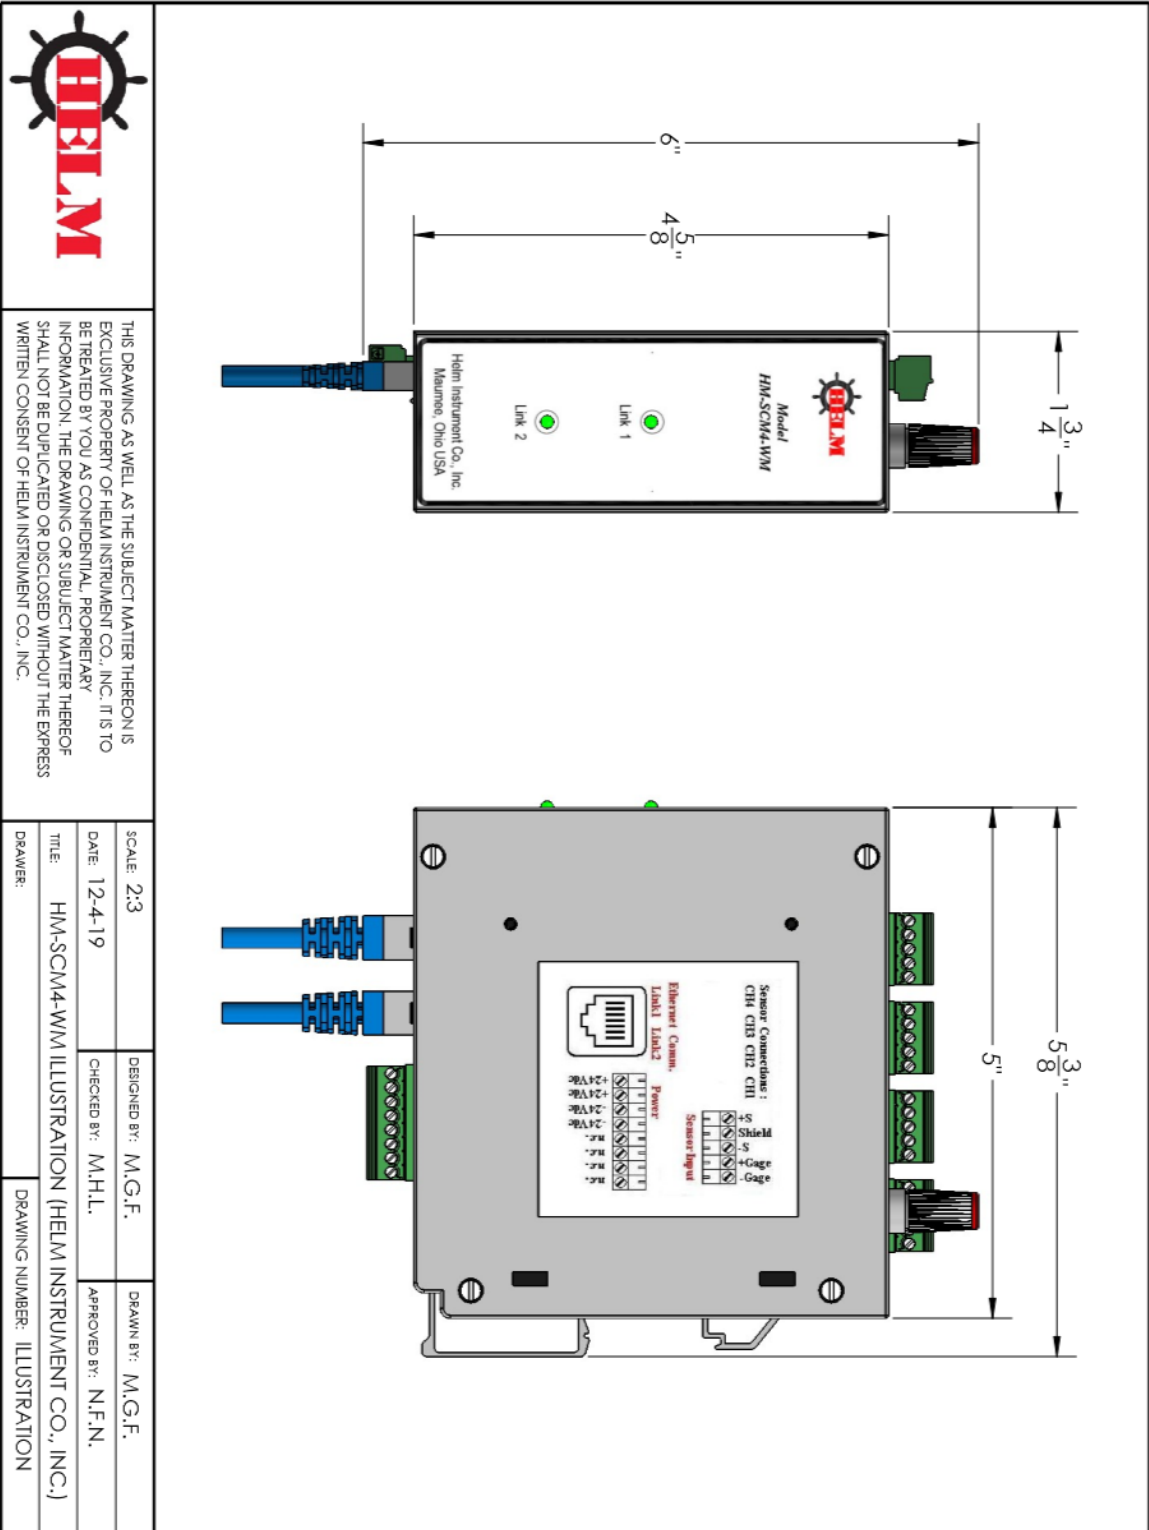 6"
4 5/8"
1 3/4"
HELM
Model
HM-SCM4-WM
Link 1
Link 2
Helm Instrument Co., Inc.
Maumee, Ohio USA
5 3/8"
5"
Sensor Connections :
CH4 CH3 CH2 CH1
+S
Shield
-S
+Gage
-Gage
Sensor Input
Ethernet Comm.
Link1 Link2
Power
+24Vdc
+24Vdc
-24Vdc
-24Vdc
n.c.
n.c.
n.c.
n.c.
HELM
THIS DRAWING AS WELL AS THE SUBJECT MATTER THEREON IS
EXCLUSIVE PROPERTY OF HELM INSTRUMENT CO., INC. IT IS TO
BE TREATED BY YOU AS CONFIDENTIAL, PROPRIETARY
INFORMATION. THE DRAWING OR SUBUJECT MATTER THEREOF
SHALL NOT BE DUPLICATED OR DISCLOSED WITHOUT THE EXPRESS
WRITTEN CONSENT OF HELM INSTRUMENT CO., INC.
SCALE: 2:3
DESIGNED BY: M.G.F.
DRAWN BY: M.G.F.
DATE: 12-4-19
CHECKED BY: M.H.L.
APPROVED BY: N.F.N.
TITLE: HM-SCM4-WM ILLUSTRATION (HELM INSTRUMENT CO., INC.)
DRAWER:
DRAWING NUMBER: ILLUSTRATION